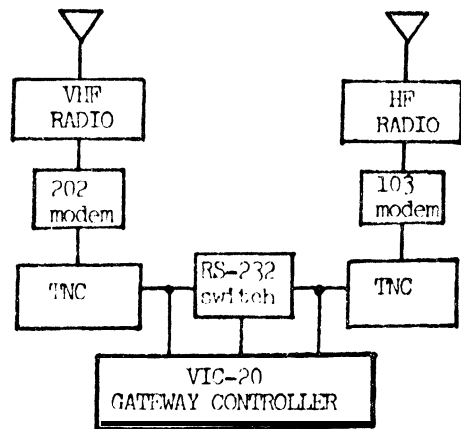 VHF
RADIO
HF
RADIO
202
modem
103
modem
RS-232
switch
TNC
TNC
VIC-20
GATEWAY CONTROLLER